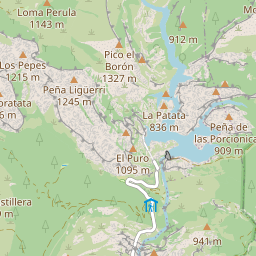 Loma Perula
1143 m
912 m
Pico el
Borón
1327 m
Los Pepes
1215 m
Peña Liguerri
1245 m
La Patata
836 m
Peña de
las Porciónica
909 m
oratata
6 m
El Puro
1095 m
stillera
9 m
941 m